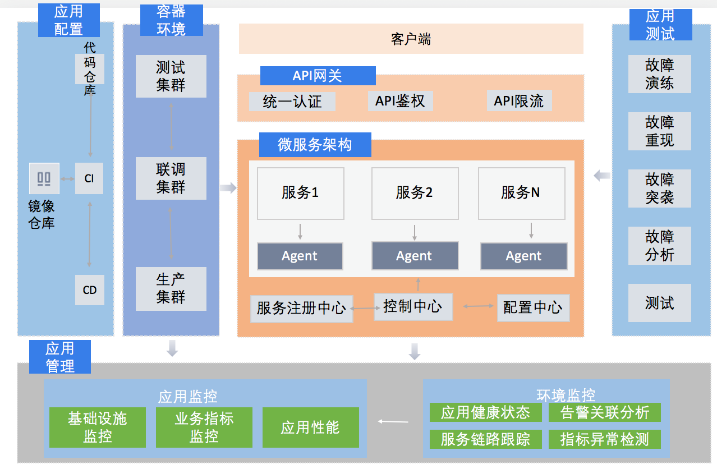 应用
配置
代
码
仓
库
CI
镜像
仓库
CD
容器
环境
测试
集群
联调
集群
生产
集群
客户端
API网关
统一认证
API鉴权
API限流
微服务架构
服务1
服务2
服务N
Agent
Agent
Agent
服务注册中心
控制中心
配置中心
应用
测试
故障
演练
故障
重现
故障
突袭
故障
分析
测试
应用
管理
应用监控
基础设施
监控
业务指标
监控
应用性能
环境监控
应用健康状态
告警关联分析
服务链路跟踪
指标异常检测